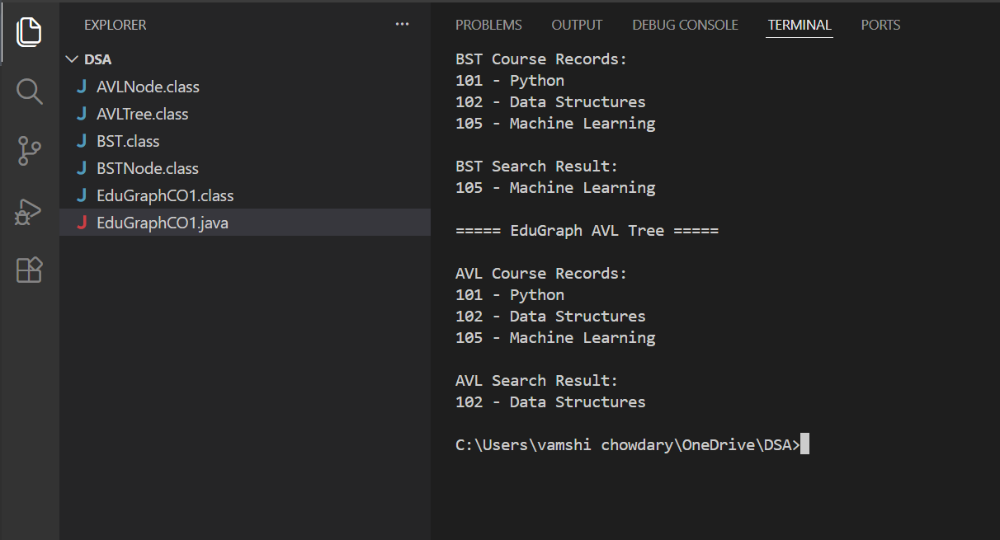 EXPLORER
...
DSA
J AVLNode.class
J AVLTree.class
J BST.class
J BSTNode.class
J EduGraphCO1.class
J EduGraphCO1.java
PROBLEMS OUTPUT DEBUG CONSOLE TERMINAL PORTS
BST Course Records:
101 - Python
102 - Data Structures
105 - Machine Learning
BST Search Result:
105 - Machine Learning
===== EduGraph AVL Tree =====
AVL Course Records:
101 - Python
102 - Data Structures
105 - Machine Learning
AVL Search Result:
102 - Data Structures
C:\Users\vamshi chowdary\OneDrive\DSA>